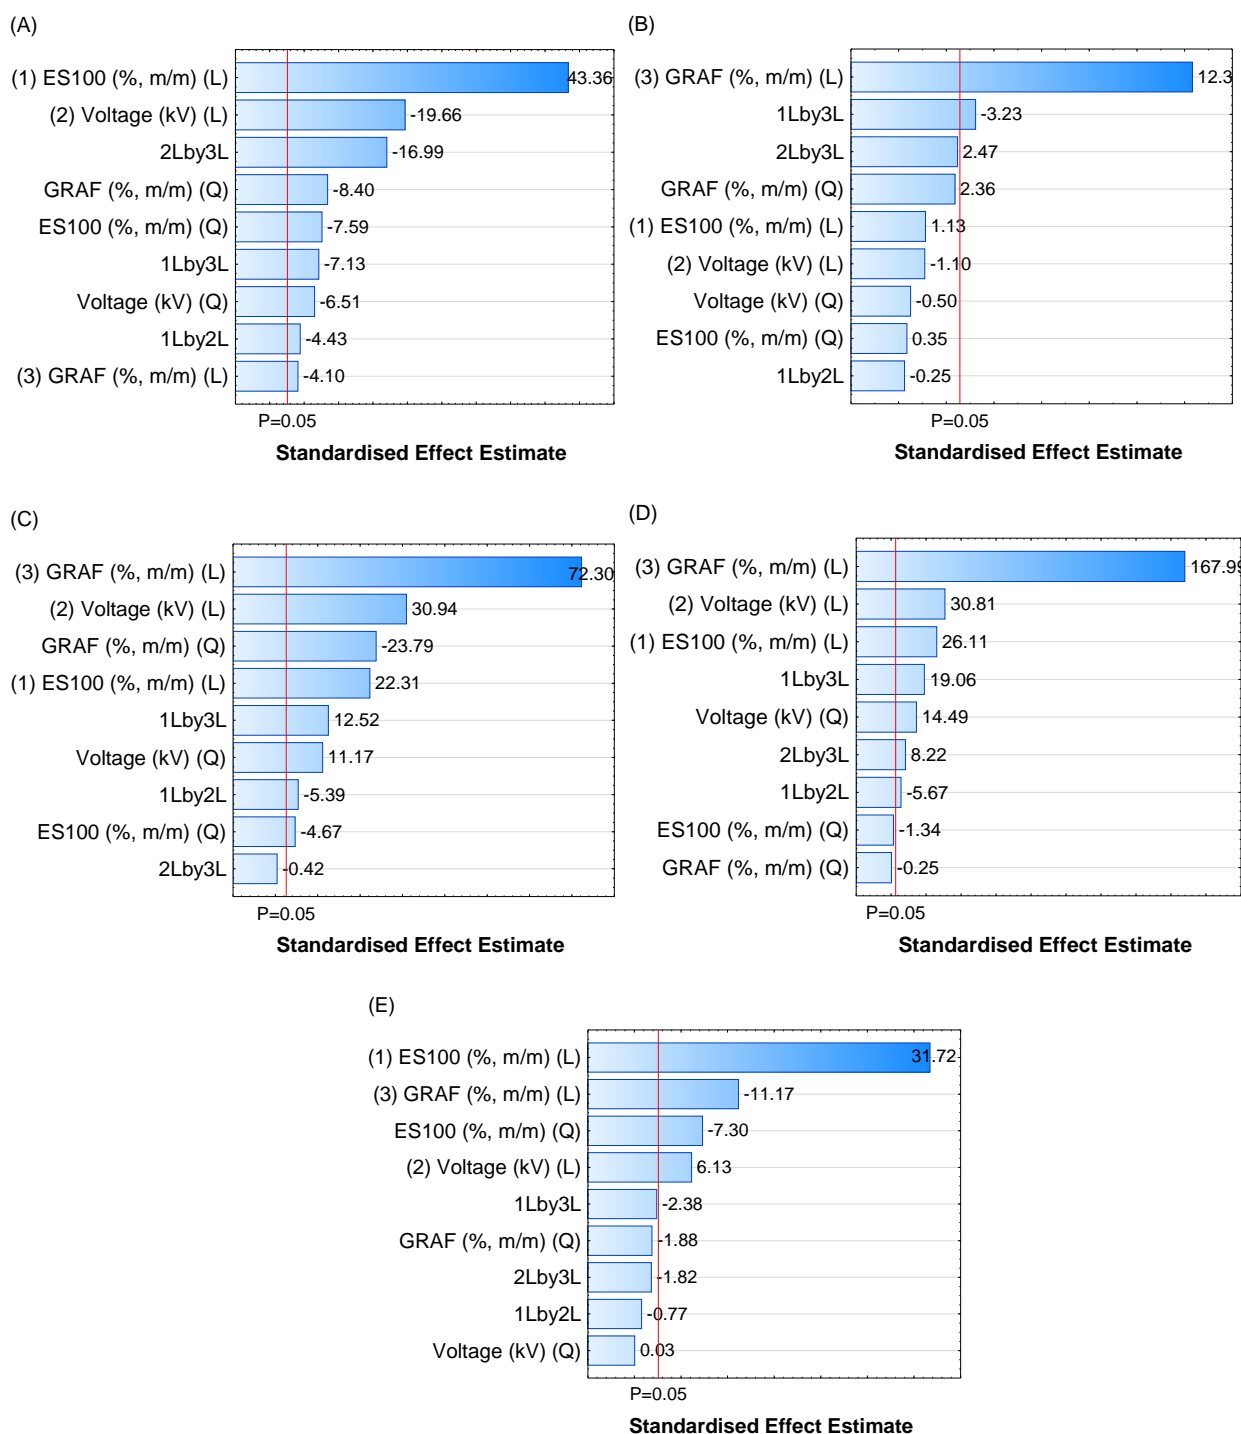 (A)
(1) ES100 (%, m/m) (L) 43.36
(2) Voltage (kV) (L) -19.66
2Lby3L -16.99
GRAF (%, m/m) (Q) -8.40
ES100 (%, m/m) (Q) -7.59
1Lby3L -7.13
Voltage (kV) (Q) -6.51
1Lby2L -4.43
(3) GRAF (%, m/m) (L) -4.10
P=0.05
Standardised Effect Estimate
(B)
(3) GRAF (%, m/m) (L) 12.3
1Lby3L -3.23
2Lby3L 2.47
GRAF (%, m/m) (Q) 2.36
(1) ES100 (%, m/m) (L) 1.13
(2) Voltage (kV) (L) -1.10
Voltage (kV) (Q) -0.50
ES100 (%, m/m) (Q) 0.35
1Lby2L -0.25
P=0.05
Standardised Effect Estimate
(C)
(3) GRAF (%, m/m) (L) 72.30
(2) Voltage (kV) (L) 30.94
GRAF (%, m/m) (Q) -23.79
(1) ES100 (%, m/m) (L) 22.31
1Lby3L 12.52
Voltage (kV) (Q) 11.17
1Lby2L -5.39
ES100 (%, m/m) (Q) -4.67
2Lby3L -0.42
P=0.05
Standardised Effect Estimate
(D)
(3) GRAF (%, m/m) (L) 167.99
(2) Voltage (kV) (L) 30.81
(1) ES100 (%, m/m) (L) 26.11
1Lby3L 19.06
Voltage (kV) (Q) 14.49
2Lby3L 8.22
1Lby2L -5.67
ES100 (%, m/m) (Q) -1.34
GRAF (%, m/m) (Q) -0.25
P=0.05
Standardised Effect Estimate
(E)
(1) ES100 (%, m/m) (L) 31.72
(3) GRAF (%, m/m) (L) -11.17
ES100 (%, m/m) (Q) -7.30
(2) Voltage (kV) (L) 6.13
1Lby3L -2.38
GRAF (%, m/m) (Q) -1.88
2Lby3L -1.82
1Lby2L -0.77
Voltage (kV) (Q) 0.03
P=0.05
Standardised Effect Estimate